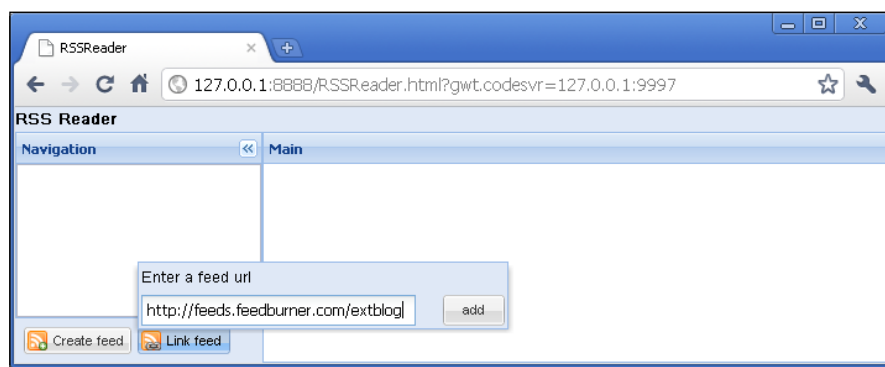 RSSReader
127.0.0.1:8888/RSSReader.html?gwt.codesvr=127.0.0.1:9997
RSS Reader
Navigation
Main
Enter a feed url
http://feeds.feedburner.com/extblog
add
Create feed
Link feed